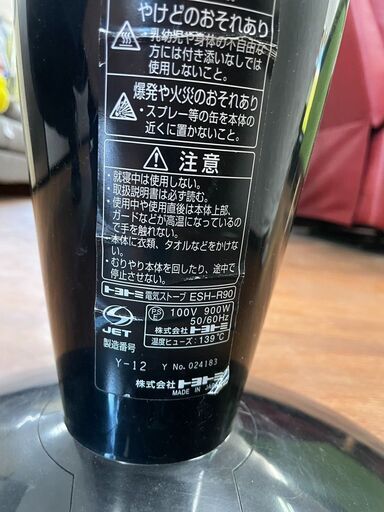 やけどのおそれあり
・乳幼児や身体の不自由な
方には付き添いなしでは
使用しないこと。
爆発や火災のおそれあり
・スプレー等の缶を本体の
近くに置かないこと。
注意
・就寝中は使用しない。
・取扱説明書は必ず読む。
・使用中や使用直後は本体上部、
ガードなどが高温になっているの
で手を触れない。
・本体に衣類、タオルなどをかけな
い。
・むりやり本体を回したり、途中で
停止させない。
トヨトミ 電気ストーブ ESH-R90
PS E 100V 900W
50/60Hz
JET 株式会社 トヨトミ
製造番号 温度ヒューズ:139℃
Y-12 Y No. 024183
株式会社 トヨトミ
MADE IN